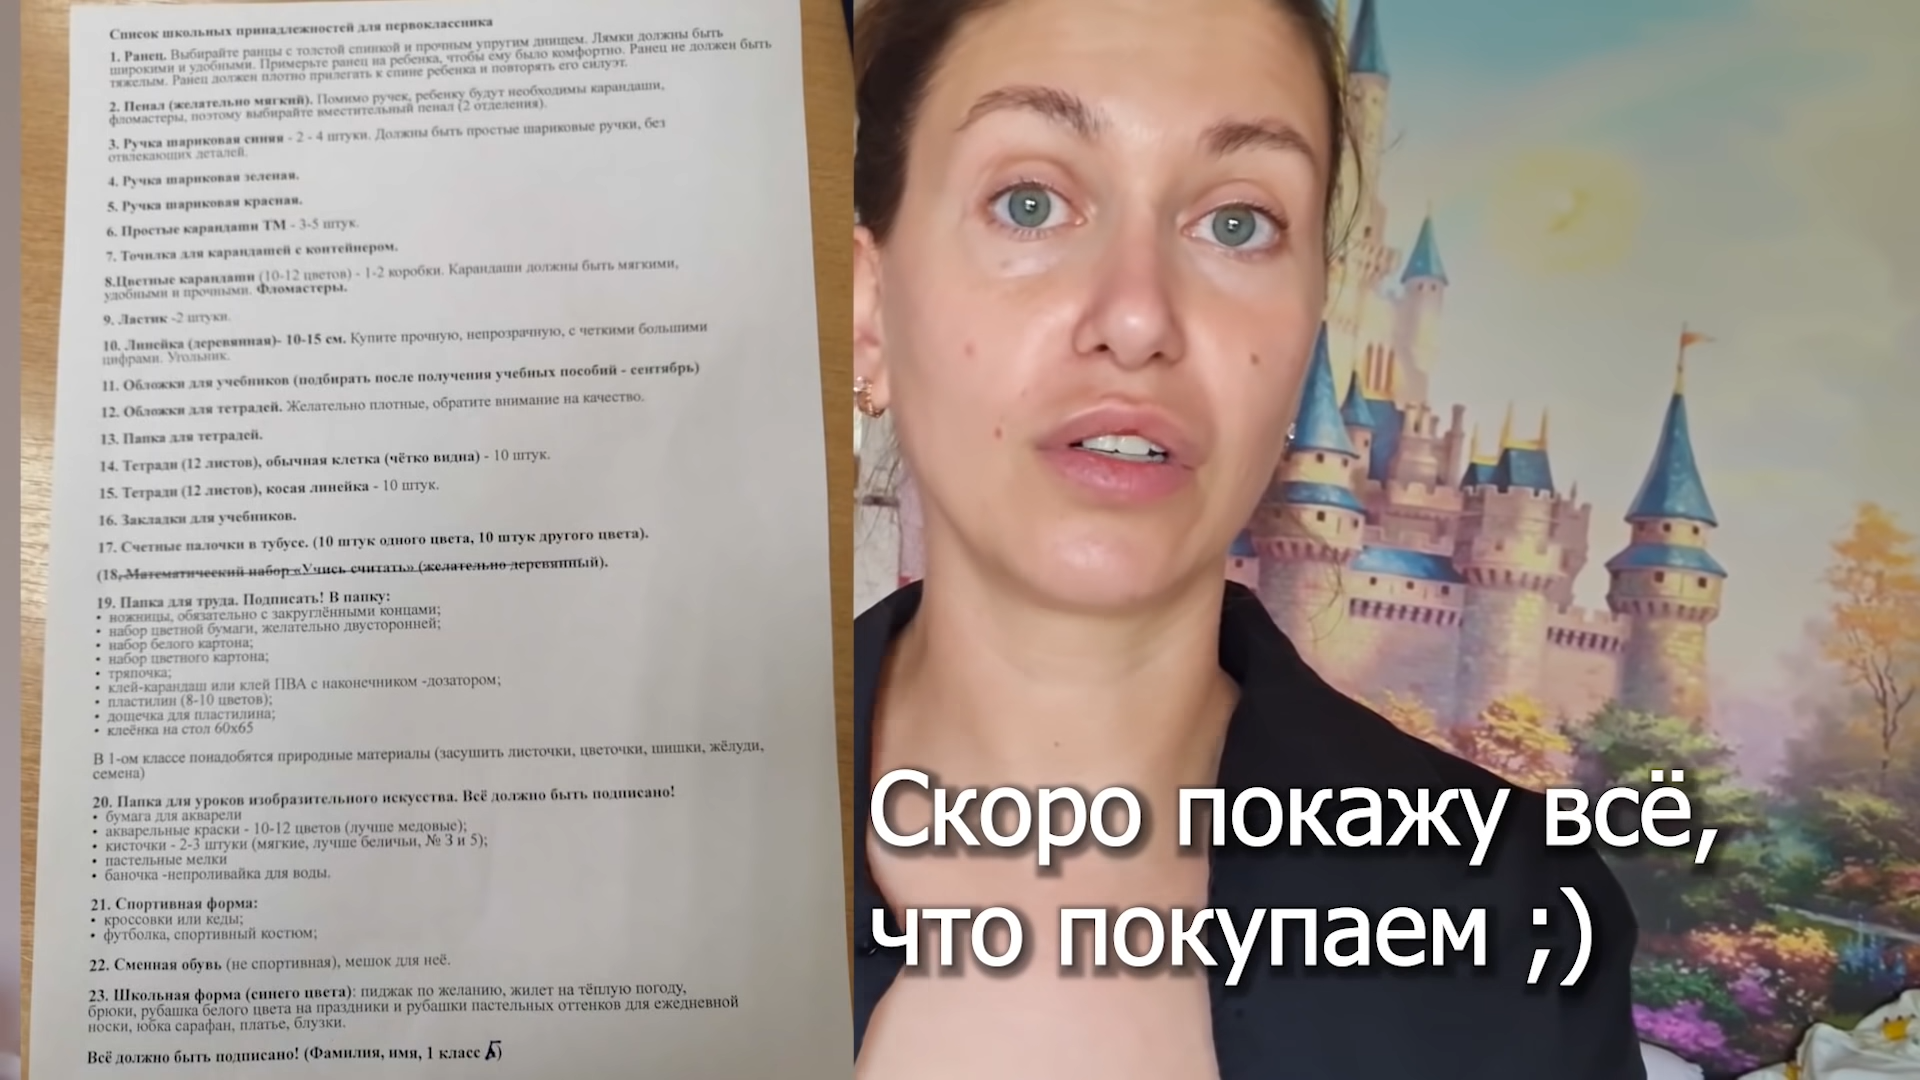 Список школьных принадлежностей для первоклассника
1. Ранец. Выбирайте ранцы с толстой спинкой и прочным упругим днищем. Лямки должны быть
широкими и удобными. Примерьте ранец на ребенка, чтобы ему было комфортно. Ранец не должен быть
тяжелым. Ранец должен плотно прилегать к спине ребенка и повторять его силуэт.
2. Пенал (желательно мягкий). Помимо ручек, ребенку будут необходимы карандаши,
фломастеры, поэтому выбирайте вместительный пенал (2 отделения).
3. Ручка шариковая синяя - 2 - 4 штуки. Должны быть простые шариковые ручки, без
отвлекающих деталей.
4. Ручка шариковая зеленая.
5. Ручка шариковая красная.
6. Простые карандаши ТМ - 3-5 штук.
7. Точилка для карандашей с контейнером.
8.Цветные карандаши (10-12 цветов) - 1-2 коробки. Карандаши должны быть мягкими,
удобными и прочными. Фломастеры.
9. Ластик -2 штуки.
10. Линейка (деревянная)- 10-15 см. Купите прочную, непрозрачную, с четкими большими
цифрами. Угольник.
11. Обложки для учебников (подбирать после получения учебных пособий - сентябрь)
12. Обложки для тетрадей. Желательно плотные, обратите внимание на качество.
13. Папка для тетрадей.
14. Тетради (12 листов), обычная клетка (чётко видна) - 10 штук.
15. Тетради (12 листов), косая линейка - 10 штук.
16. Закладки для учебников.
17. Счетные палочки в тубусе. (10 штук одного цвета, 10 штук другого цвета).
(18. Математический набор «Учись считать» (желательно деревянный).
19. Папка для труда. Подписать! В папку:
• ножницы, обязательно с закруглёнными концами;
• набор цветной бумаги, желательно двусторонней;
• набор белого картона;
• набор цветного картона;
• тряпочка;
• клей-карандаш или клей ПВА с наконечником -дозатором;
• пластилин (8-10 цветов);
• дощечка для пластилина;
• клеёнка на стол 60х65
В 1-ом классе понадобятся природные материалы (засушить листочки, цветочки, шишки, жёлуди,
семена)
20. Папка для уроков изобразительного искусства. Всё должно быть подписано!
• бумага для акварели
• акварельные краски - 10-12 цветов (лучше медовые);
• кисточки - 2-3 штуки (мягкие, лучше беличьи, № 3 и 5);
• пастельные мелки
• баночка -непроливайка для воды.
21. Спортивная форма:
• кроссовки или кеды;
• футболка, спортивный костюм;
22. Сменная обувь (не спортивная), мешок для неё.
23. Школьная форма (синего цвета): пиджак по желанию, жилет на тёплую погоду,
брюки, рубашка белого цвета на праздники и рубашки пастельных оттенков для ежедневной
носки, юбка сарафан, платье, блузки.
Всё должно быть подписано! (Фамилия, имя, 1 класс Б)
Скоро покажу всё,
что покупаем ;)